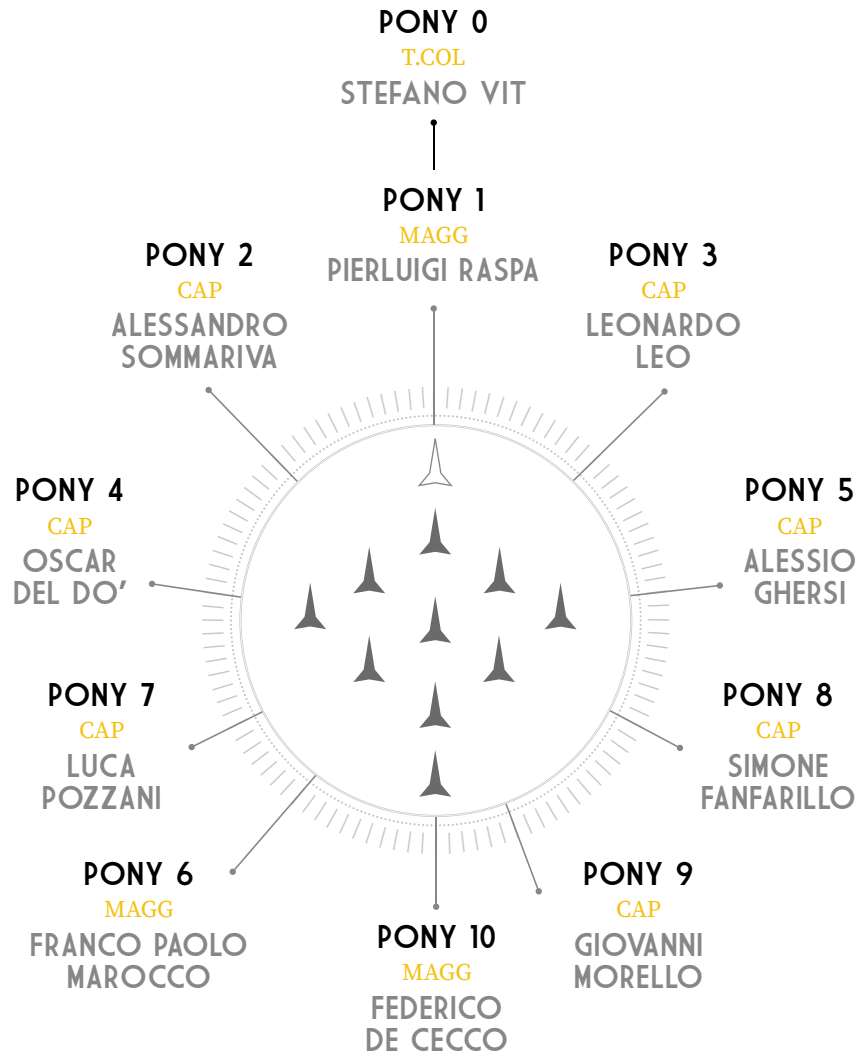 PONY 0
T.COL
STEFANO VIT
PONY 1
MAGG
PIERLUIGI RASPA
PONY 2
CAP
ALESSANDRO
SOMMARIVA
PONY 3
CAP
LEONARDO
LEO
PONY 4
CAP
OSCAR
DEL DO'
PONY 5
CAP
ALESSIO
GHERSI
PONY 7
CAP
LUCA
POZZANI
PONY 8
CAP
SIMONE
FANFARILLO
PONY 6
MAGG
FRANCO PAOLO
MAROCCO
PONY 9
CAP
GIOVANNI
MORELLO
PONY 10
MAGG
FEDERICO
DE CECCO